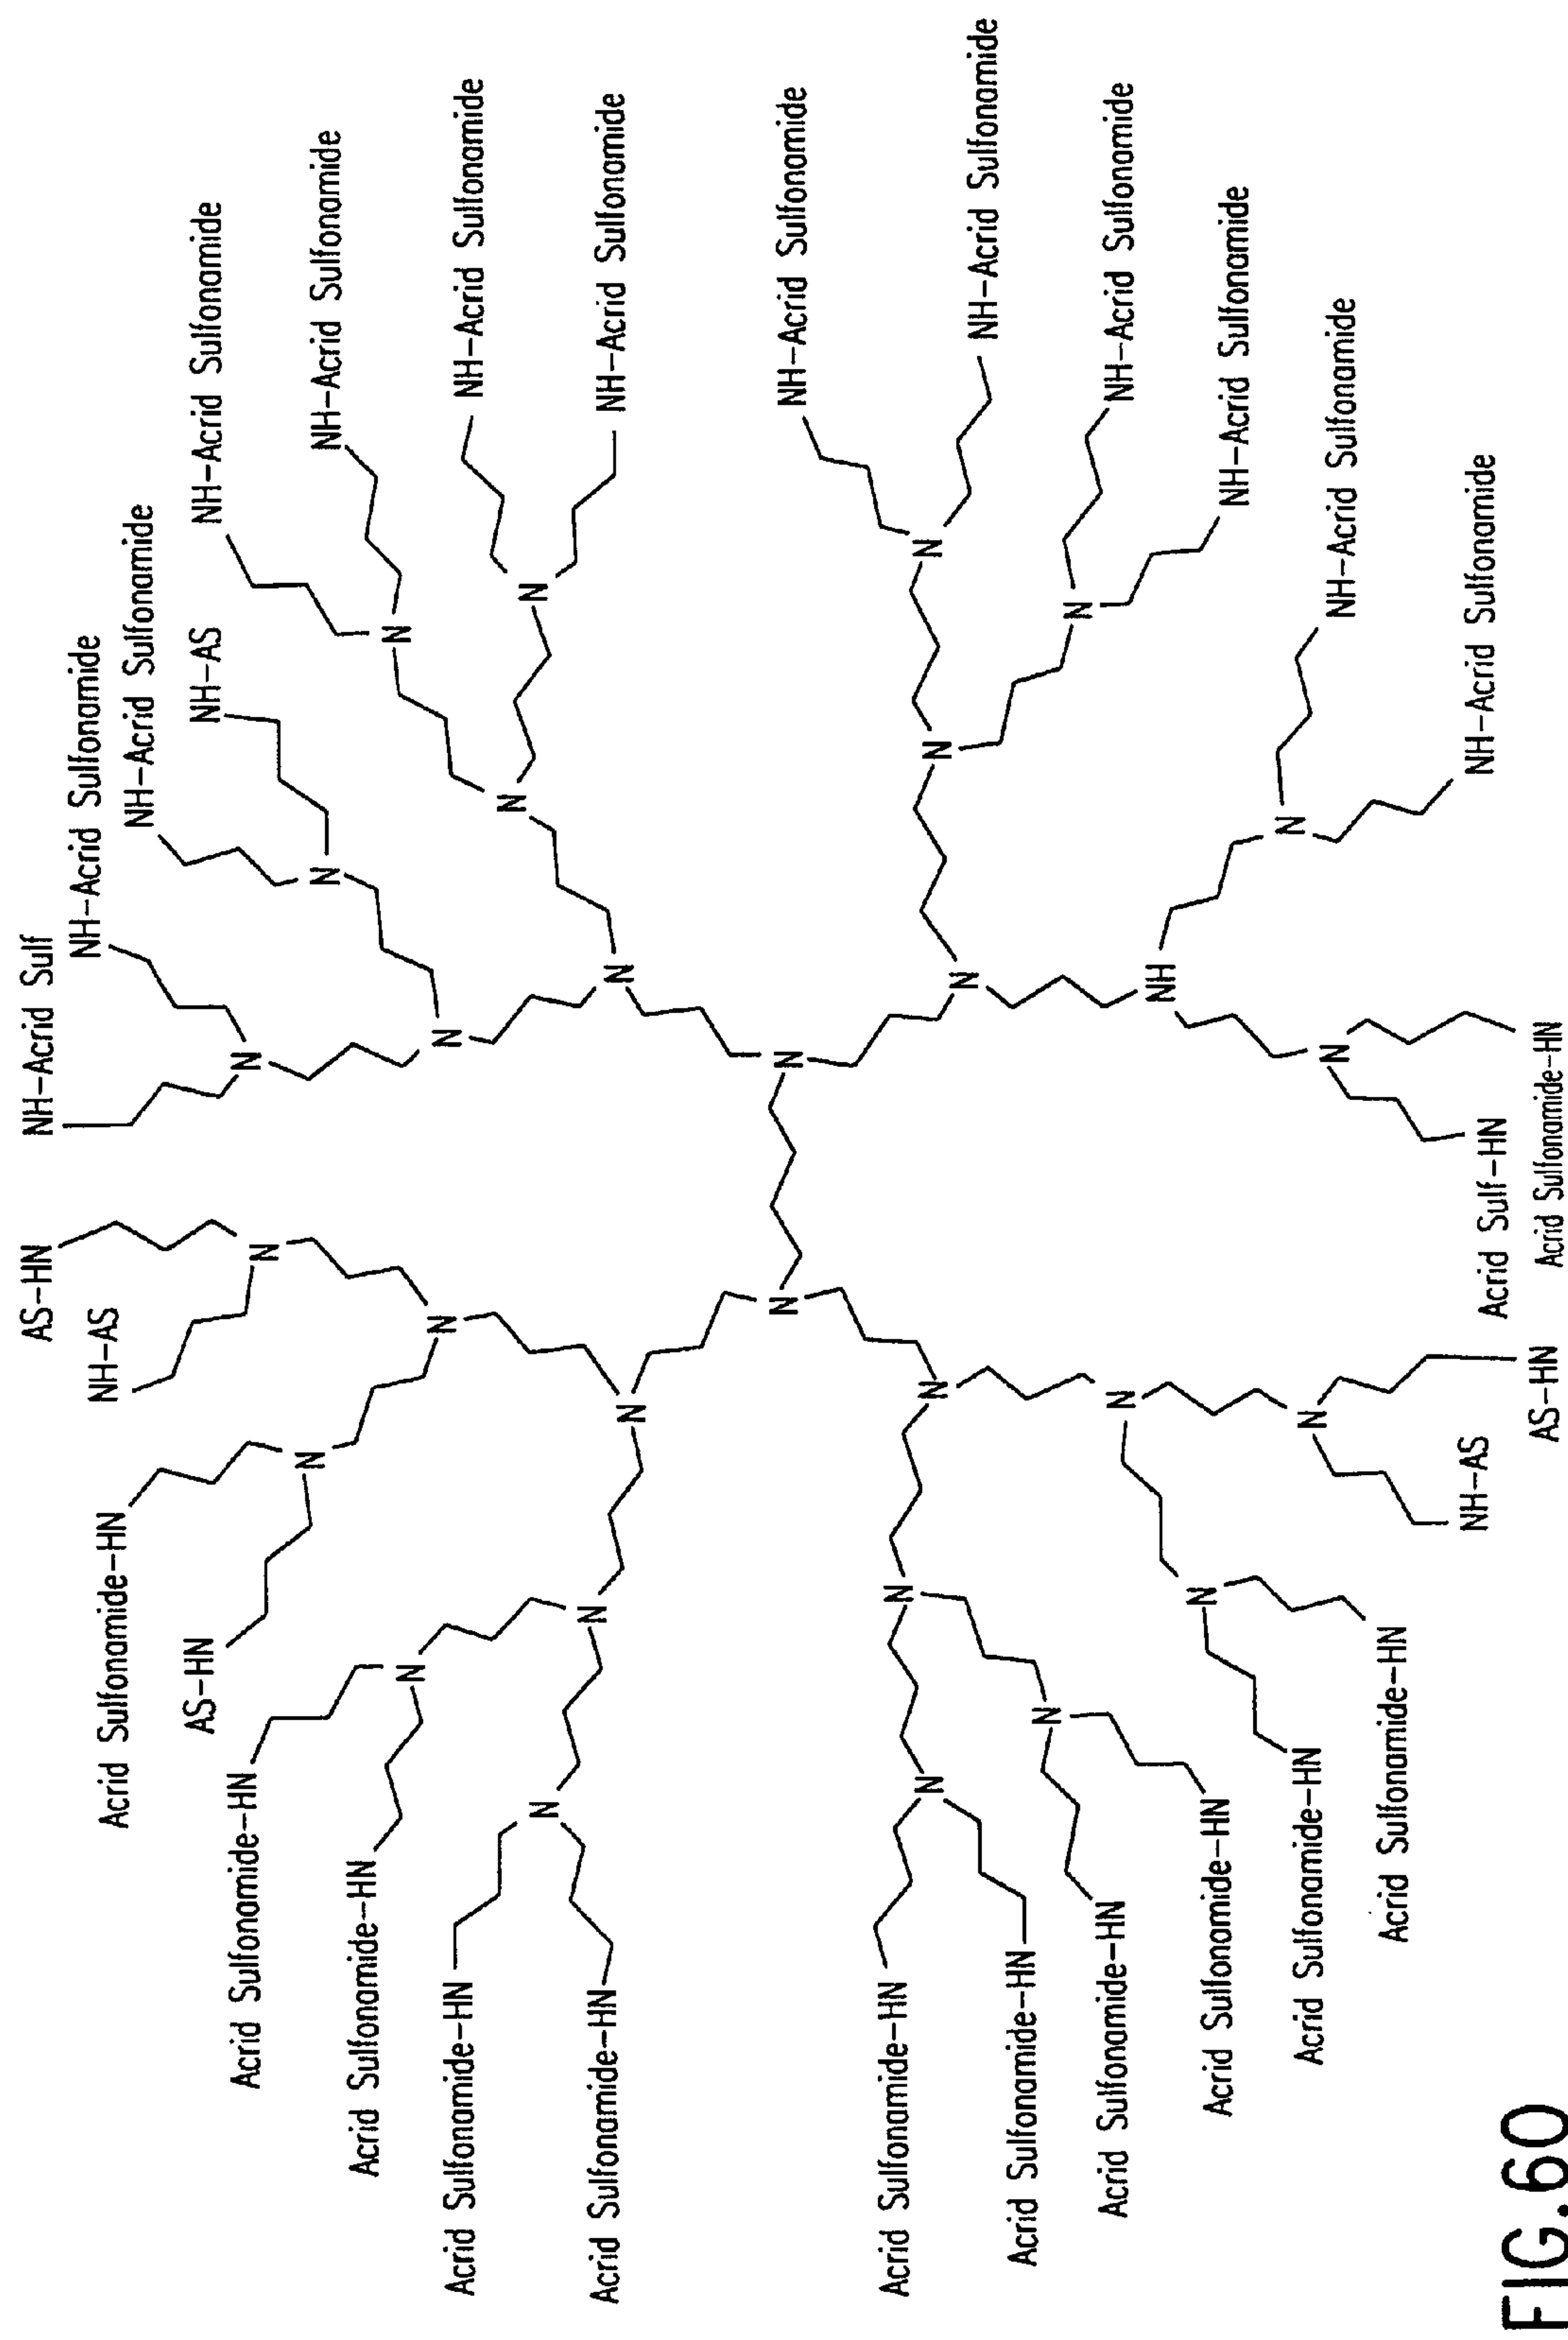 AS-HN
NH-Acrid Sulf
NH-AS
NH-Acrid Sulfonamide
Acrid Sulfonamide-HN
NH-Acrid Sulfonamide
AS-HN
NH-AS
NH-Acrid Sulfonamide
N
N
Acrid Sulfonamide-HN
N
N
NH-Acrid Sulfonamide
Acrid Sulfonamide-HN
N
N
N
N
Acrid Sulfonamide-HN
NH-Acrid Sulfonamide
N
N
N
N
N
N
Acrid Sulfonamide-HN
NH-Acrid Sulfonamide
N
N
NH-Acrid Sulfonamide
Acrid Sulfonamide-HN
N
N
N
N
N
N
NH-Acrid Sulfonamide
Acrid Sulfonamide-HN
N
N
Acrid Sulfonamide-HN
N
NH-Acrid Sulfonamide
NH
Acrid Sulfonamide-HN
N
NH-Acrid Sulfonamide
Acrid Sulfonamide-HN
N
N
N
NH-Acrid Sulfonamide
Acrid Sulfonamide-HN
NH-AS
Acrid Sulf-HN
NH-Acrid Sulfonamide
AS-HN
Acrid Sulfonamide-HN
FIG.60